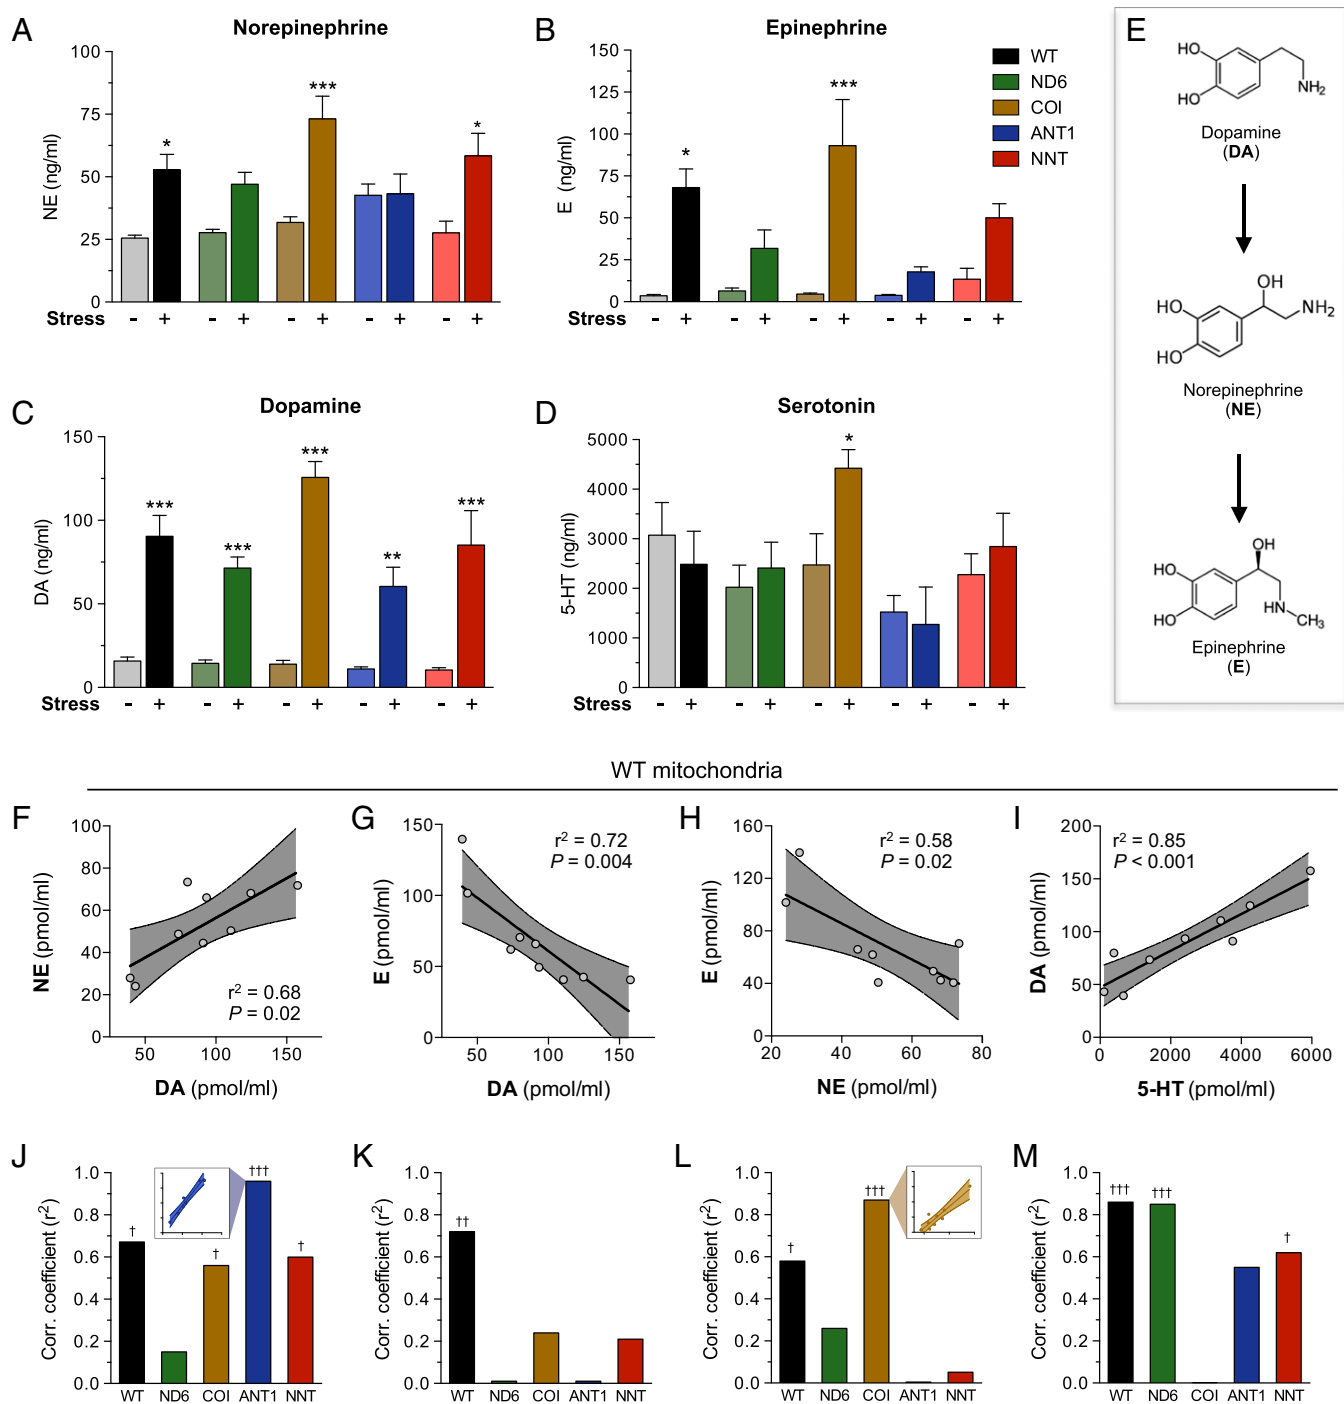 A
Norepinephrine
NE (ng/ml)
100
75
50
25
0
*
***
*
Stress - + - + - + - + - +
B
Epinephrine
E (ng/ml)
150
125
100
75
50
25
0
*
***
Stress - + - + - + - + - +
WT
ND6
COI
ANT1
NNT
E
HO
HO
NH2
Dopamine
(DA)
OH
HO
HO
NH2
Norepinephrine
(NE)
OH
HO
HO
HN
CH3
Epinephrine
(E)
C
Dopamine
DA (ng/ml)
150
100
50
0
***
***
***
**
***
Stress - + - + - + - + - +
D
Serotonin
5-HT (ng/ml)
5000
4000
3000
2000
1000
0
*
Stress - + - + - + - + - +
WT mitochondria
F
NE (pmol/ml)
100
80
60
40
20
0
r2 = 0.68
P = 0.02
50 100 150
DA (pmol/ml)
G
E (pmol/ml)
150
100
50
0
r2 = 0.72
P = 0.004
50 100 150
DA (pmol/ml)
H
E (pmol/ml)
160
120
80
40
0
r2 = 0.58
P = 0.02
20 40 60 80
NE (pmol/ml)
I
DA (pmol/ml)
200
150
100
50
0
r2 = 0.85
P < 0.001
0 2000 4000 6000
5-HT (pmol/ml)
J
Corr. coefficient (r2)
1.0
0.8
0.6
0.4
0.2
0.0
†
†
†††
†
WT ND6 COI ANT1 NNT
K
Corr. coefficient (r2)
1.0
0.8
0.6
0.4
0.2
0.0
††
WT ND6 COI ANT1 NNT
L
Corr. coefficient (r2)
1.0
0.8
0.6
0.4
0.2
0.0
†
†††
WT ND6 COI ANT1 NNT
M
Corr. coefficient (r2)
1.0
0.8
0.6
0.4
0.2
0.0
†††
†††
†
WT ND6 COI ANT1 NNT